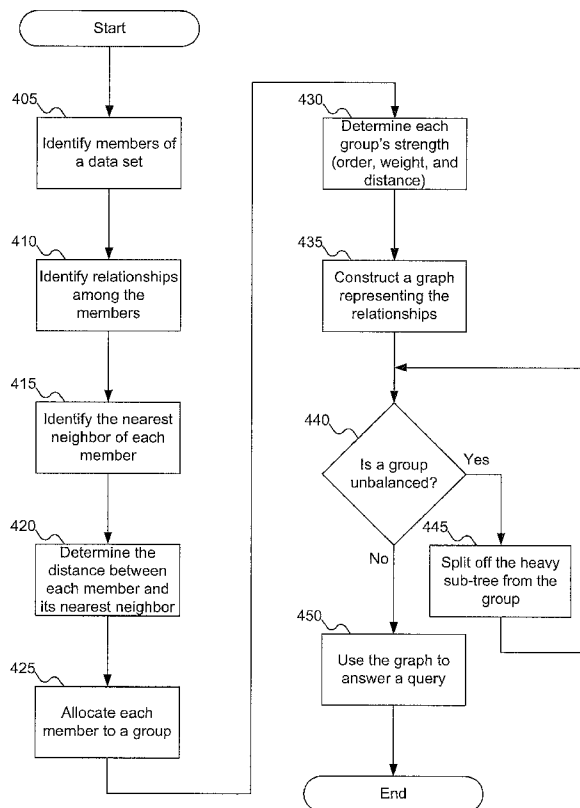 Start
405
Identify members of
a data set
410
Identify relationships
among the
members
415
Identify the nearest
neighbor of each
member
420
Determine the
distance between
each member and
its nearest neighbor
425
Allocate each
member to a group
430
Determine each
group's strength
(order, weight, and
distance)
435
Construct a graph
representing the
relationships
440
Is a group
unbalanced?
Yes
No
445
Split off the heavy
sub-tree from the
group
450
Use the graph to
answer a query
End